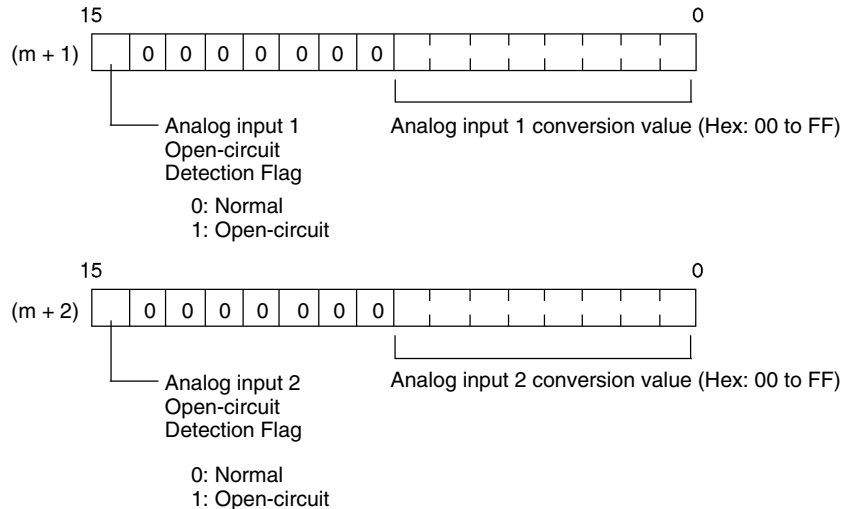 15 0
(m + 1) 0 0 0 0 0 0 0
Analog input 1 Analog input 1 conversion value (Hex: 00 to FF)
Open-circuit
Detection Flag
0: Normal
1: Open-circuit
15 0
(m + 2) 0 0 0 0 0 0 0
Analog input 2 Analog input 2 conversion value (Hex: 00 to FF)
Open-circuit
Detection Flag
0: Normal
1: Open-circuit